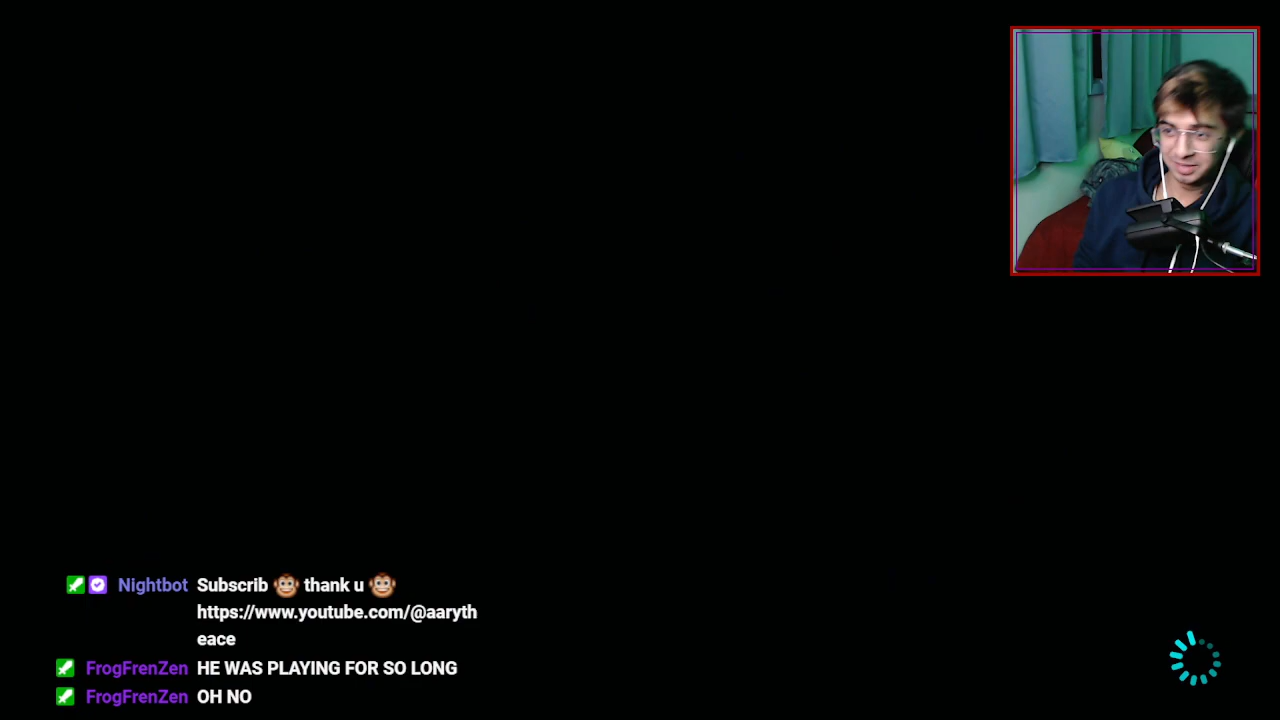 Nightbot Subscrib 🐵 thank u 🐵
https://www.youtube.com/@aaryth
eace
FrogFrenZen HE WAS PLAYING FOR SO LONG
FrogFrenZen OH NO